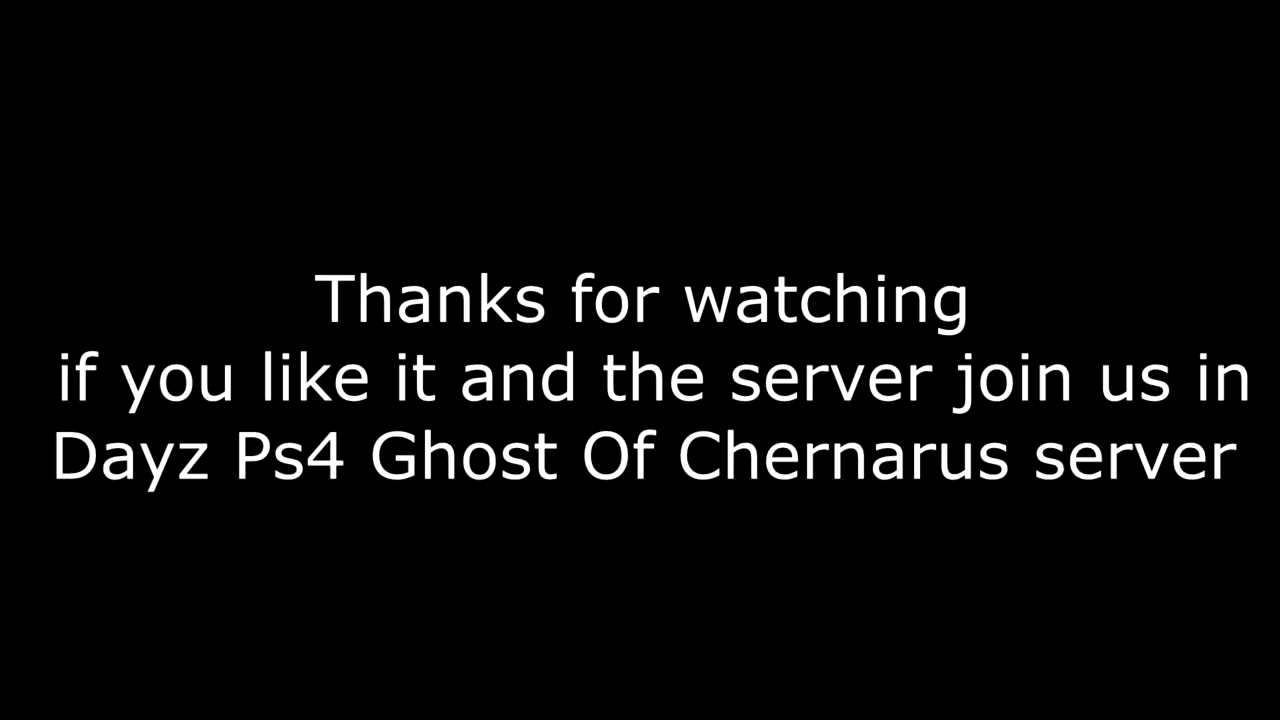 Thanks for watching
if you like it and the server join us in
Dayz Ps4 Ghost Of Chernarus server